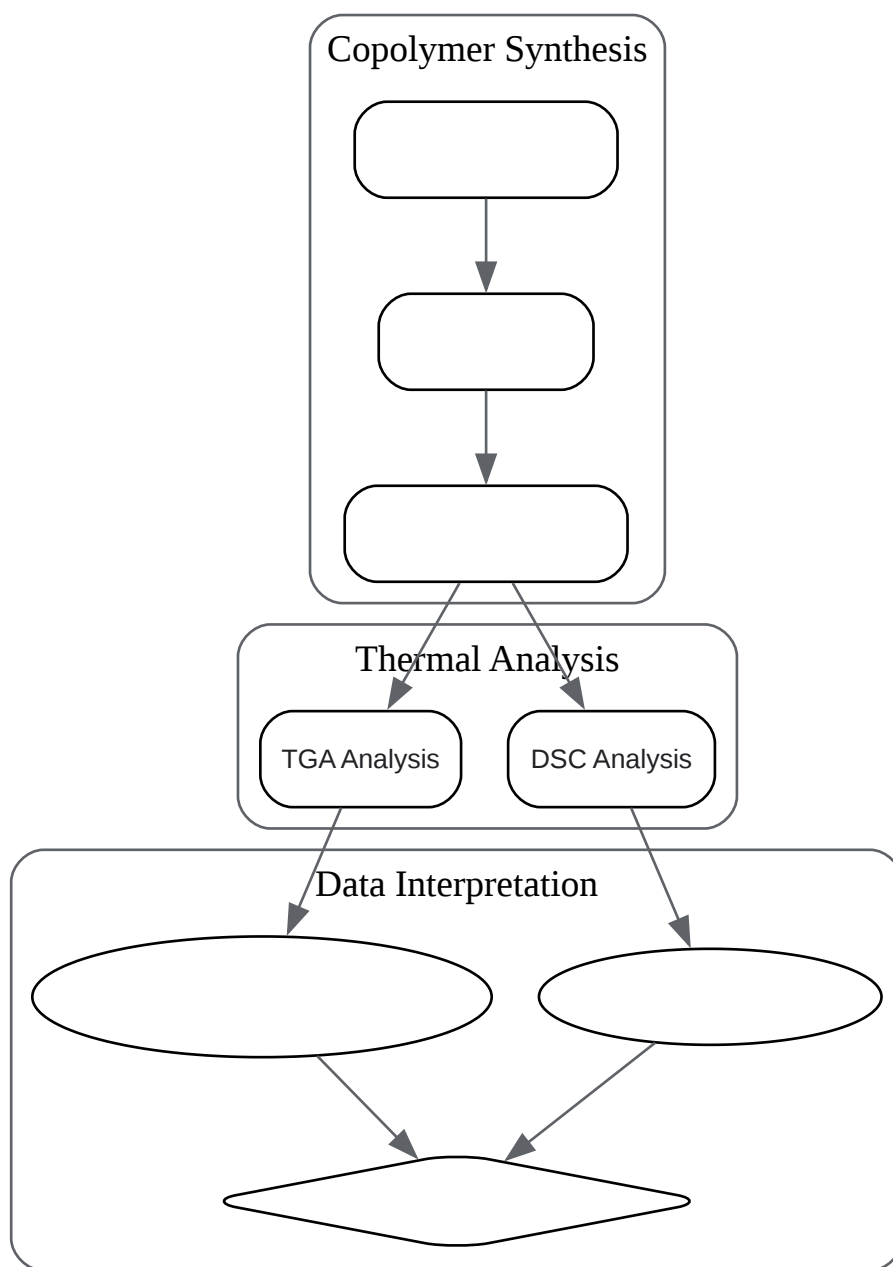 Copolymer Synthesis
Thermal Analysis
TGA Analysis
DSC Analysis
Data Interpretation